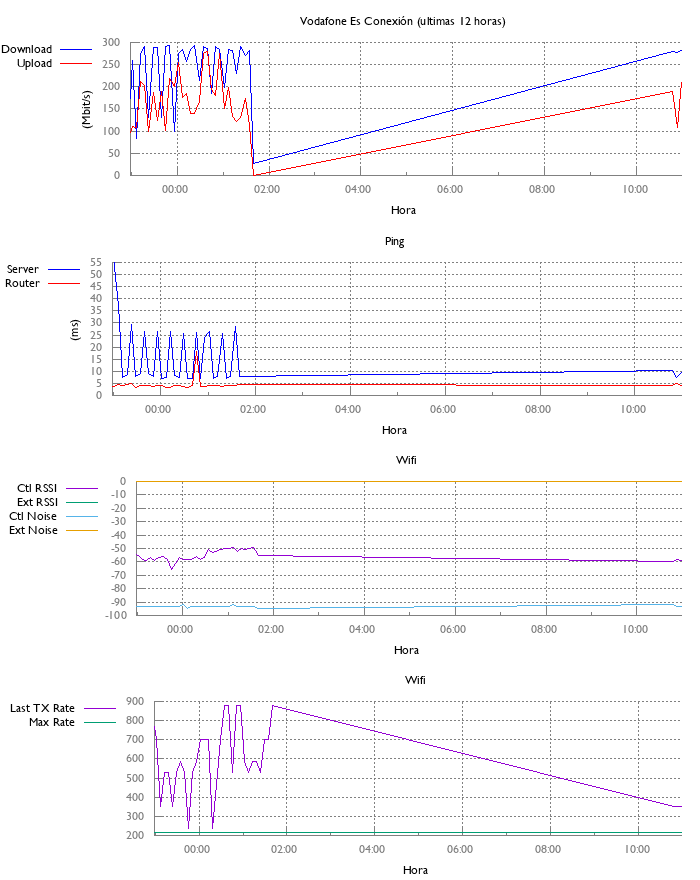 Vodafone Es Conexión (ultimas 12 horas)
Download
Upload
(Mbit/s)
300
250
200
150
100
50
0
00:00 02:00 04:00 06:00 08:00 10:00
Hora
Ping
Server
Router
(ms)
55
50
45
40
35
30
25
20
15
10
5
0
00:00 02:00 04:00 06:00 08:00 10:00
Hora
Wifi
Ctl RSSI
Ext RSSI
Ctl Noise
Ext Noise
0
-10
-20
-30
-40
-50
-60
-70
-80
-90
-100
00:00 02:00 04:00 06:00 08:00 10:00
Hora
Wifi
Last TX Rate
Max Rate
900
800
700
600
500
400
300
200
00:00 02:00 04:00 06:00 08:00 10:00
Hora